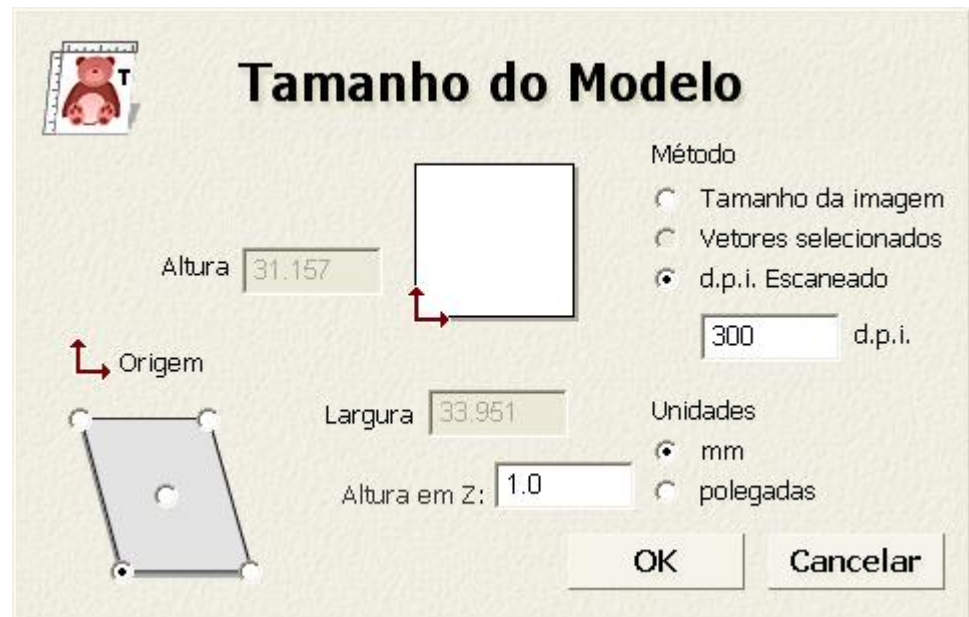 T
Tamanho do Modelo
Método
Tamanho da imagem
Vetores selecionados
Altura 31.157
d.p.i. Escaneado
300 d.p.i.
Origem
Largura 33.951
Unidades
mm
Altura em Z: 1.0
polegadas
OK Cancelar